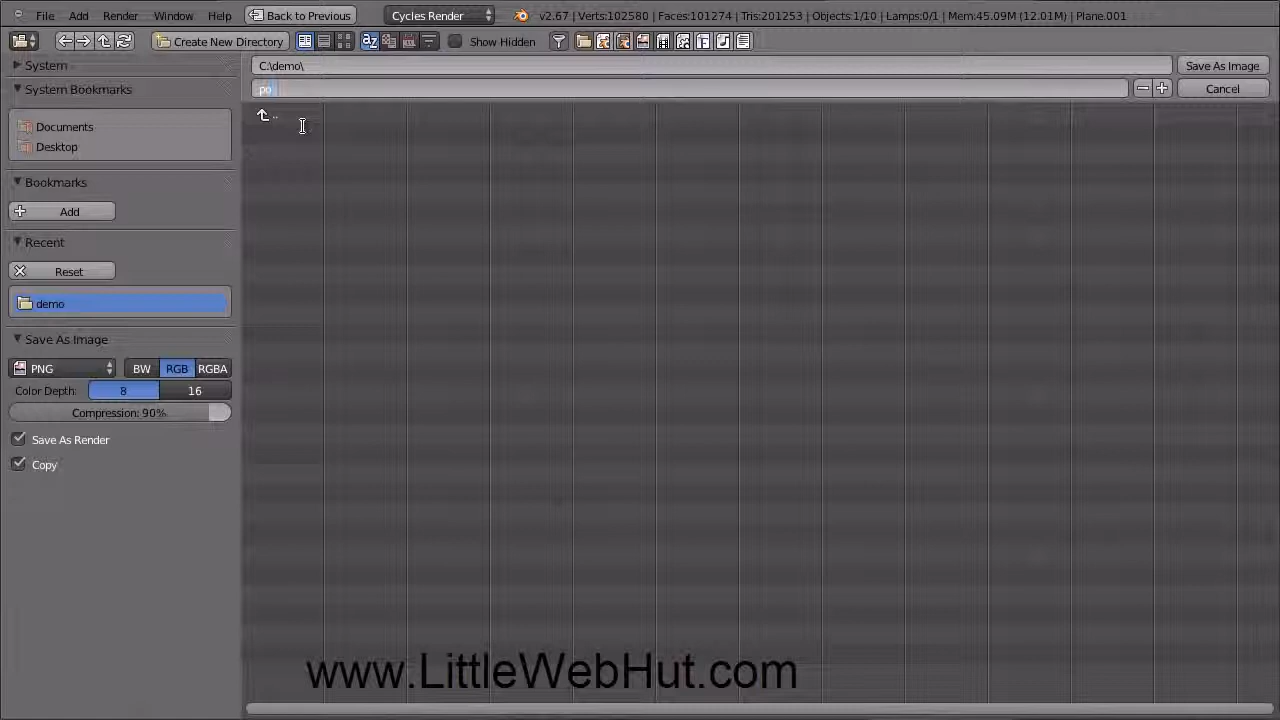 File Add Render Window Help Back to Previous Cycles Render v2.67 | Verts:102580 | Faces:101274 | Tris:201253 | Objects:1/10 | Lamps:0/1 | Mem:45.09M (12.01M) | Plane.001
Create New Directory Show Hidden
System C:\demo\ Save As Image
System Bookmarks po Cancel
..
Documents
Desktop
Bookmarks
Add
Recent
Reset
demo
Save As Image
PNG BW RGB RGBA
Color Depth: 8 16
Compression: 90%
Save As Render
Copy
www.LittleWebHut.com